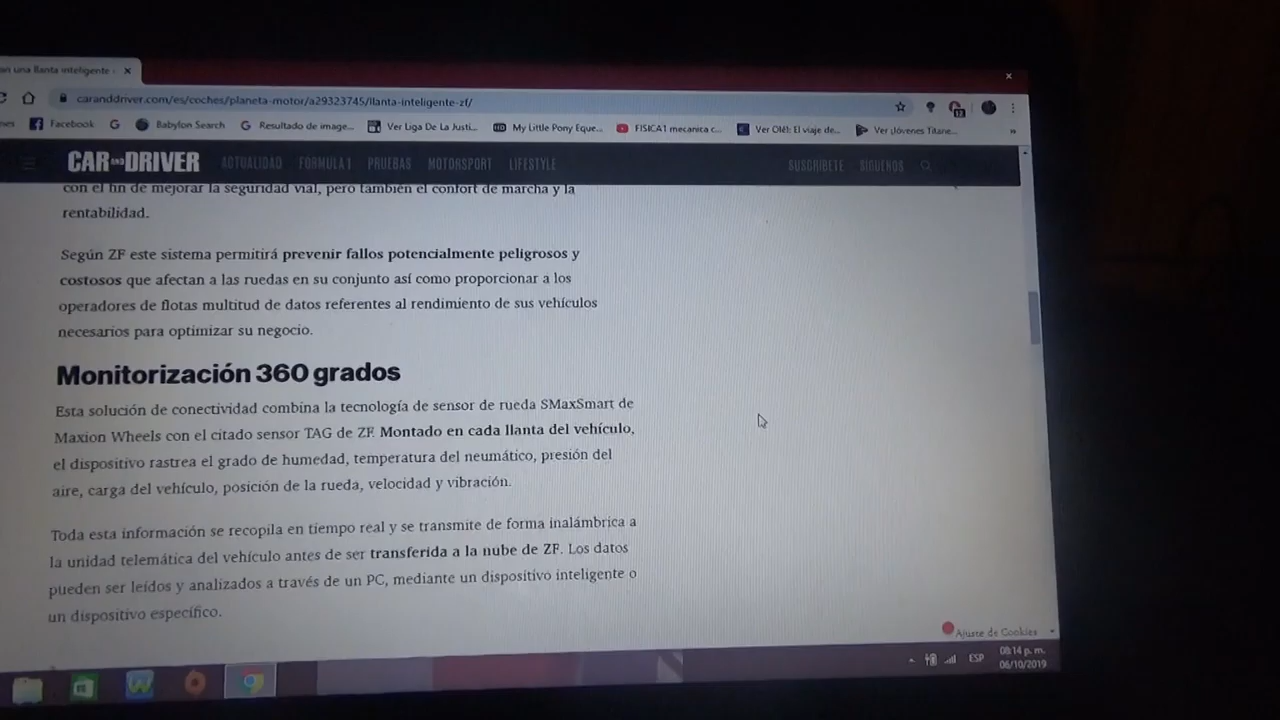 an una llanta inteligente
caranddriver.com/es/coches/planeta-motor/a29323745/llanta-inteligente-zf/
nes Facebook G Babylon Search G Resultado de image... Ver Liga De La Justi... HD My Little Pony Eque... FISICA1 mecanica c... Ver Olé!: El viaje de... Ver Jóvenes Titane... »
CAR AND DRIVER ACTUALIDAD FÓRMULA 1 PRUEBAS MOTORSPORT LIFESTYLE SUSCRÍBETE SÍGUENOS
con el fin de mejorar la seguridad vial, pero también el confort de marcha y la
rentabilidad.
Según ZF este sistema permitirá prevenir fallos potencialmente peligrosos y
costosos que afectan a las ruedas en su conjunto así como proporcionar a los
operadores de flotas multitud de datos referentes al rendimiento de sus vehículos
necesarios para optimizar su negocio.
Monitorización 360 grados
Esta solución de conectividad combina la tecnología de sensor de rueda SMaxSmart de
Maxion Wheels con el citado sensor TAG de ZF. Montado en cada llanta del vehículo,
el dispositivo rastrea el grado de humedad, temperatura del neumático, presión del
aire, carga del vehículo, posición de la rueda, velocidad y vibración.
Toda esta información se recopila en tiempo real y se transmite de forma inalámbrica a
la unidad telemática del vehículo antes de ser transferida a la nube de ZF. Los datos
pueden ser leídos y analizados a través de un PC, mediante un dispositivo inteligente o
un dispositivo específico.
Ajuste de Cookies
ESP 08:14 p. m.
06/10/2019